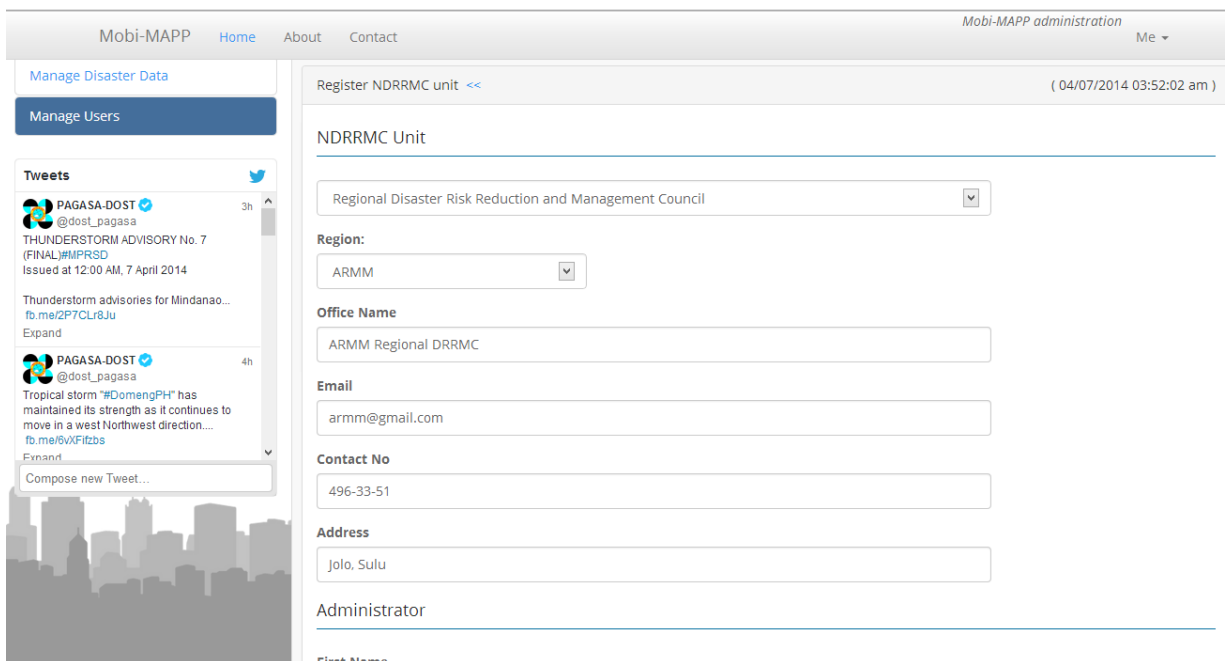 Mobi-MAPP administration
Mobi-MAPP Home About Contact Me
Manage Disaster Data
Manage Users
Tweets
PAGASA-DOST 3h
@dost_pagasa
THUNDERSTORM ADVISORY No. 7
(FINAL)#MPRSD
Issued at 12:00 AM, 7 April 2014
Thunderstorm advisories for Mindanao...
fb.me/2P7CLr8Ju
Expand
PAGASA-DOST 4h
@dost_pagasa
Tropical storm "#DomengPH" has
maintained its strength as it continues to
move in a west Northwest direction....
fb.me/6vXFifzbs
Expand
Compose new Tweet...
Register NDRRMC unit << ( 04/07/2014 03:52:02 am )
NDRRMC Unit
Regional Disaster Risk Reduction and Management Council
Region:
ARMM
Office Name
ARMM Regional DRRMC
Email
armm@gmail.com
Contact No
496-33-51
Address
Jolo, Sulu
Administrator
First Name